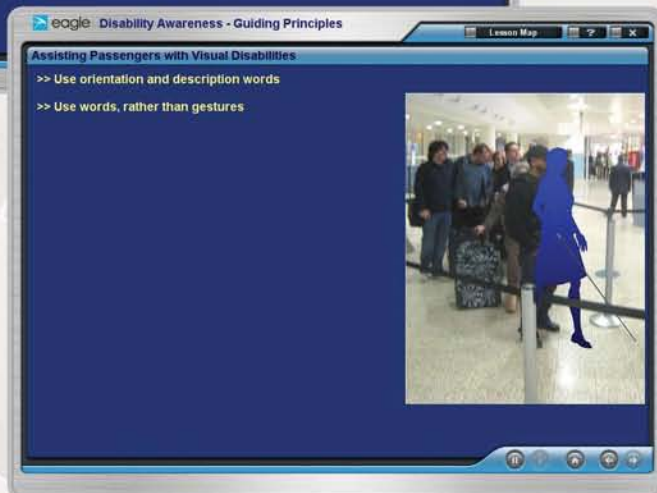 eagle Disability Awareness - Guiding Principles
Lesson Map ? X
Assisting Passengers with Visual Disabilities
>> Use orientation and description words
>> Use words, rather than gestures